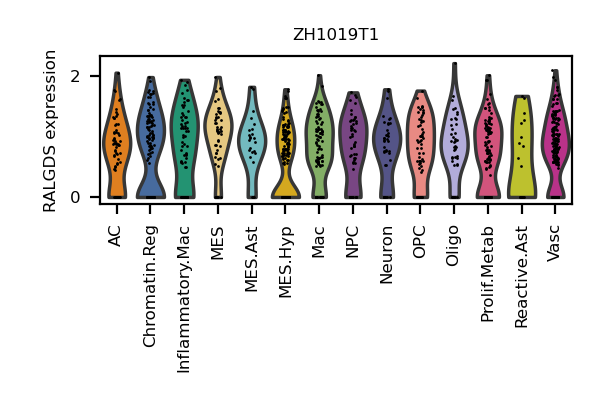 ZH1019T1
RALGDS expression
2
0
AC
Chromatin.Reg
Inflammatory.Mac
MES
MES.Ast
MES.Hyp
Mac
NPC
Neuron
OPC
Oligo
Prolif.Metab
Reactive.Ast
Vasc